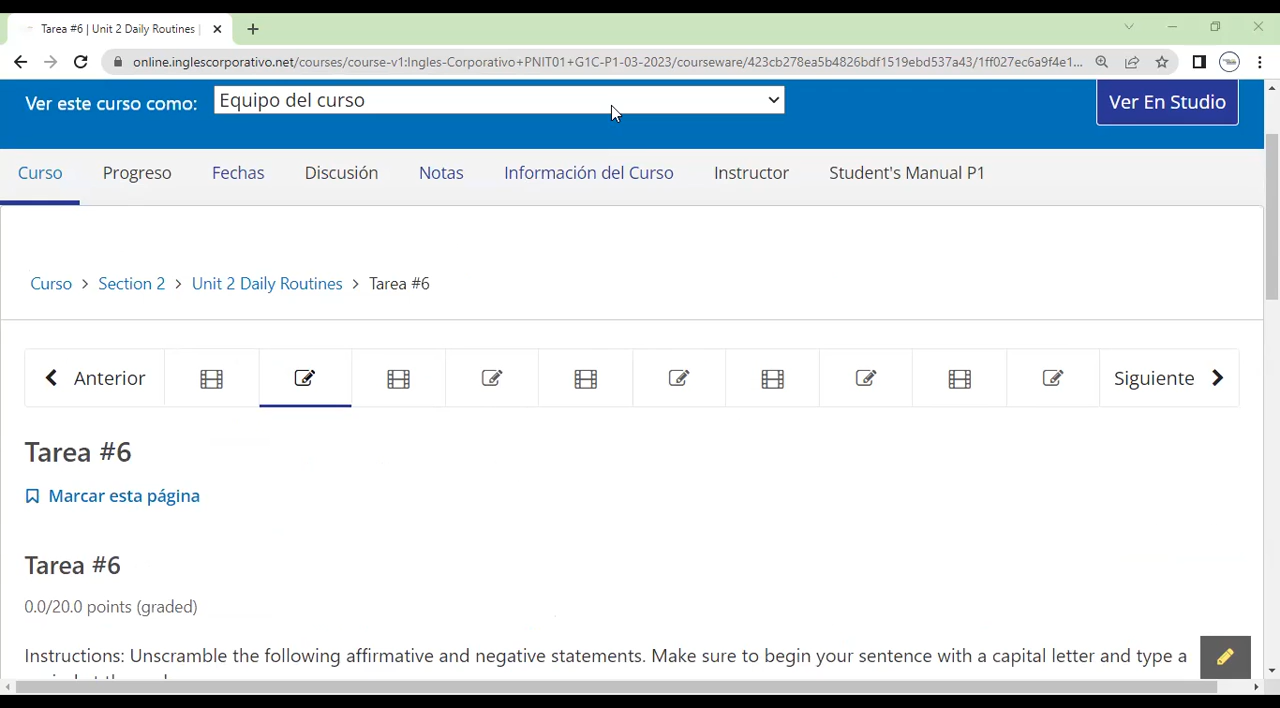 Tarea #6 | Unit 2 Daily Routines |
online.inglescorporativo.net/courses/course-v1:Ingles-Corporativo+PNIT01+G1C-P1-03-2023/courseware/423cb278ea5b4826bdf1519ebd537a43/1ff027ec6a9f4e1...
Ver este curso como: Equipo del curso Ver En Studio
Curso Progreso Fechas Discusión Notas Información del Curso Instructor Student's Manual P1
Curso > Section 2 > Unit 2 Daily Routines > Tarea #6
Anterior Siguiente
Tarea #6
Marcar esta página
Tarea #6
0.0/20.0 points (graded)
Instructions: Unscramble the following affirmative and negative statements. Make sure to begin your sentence with a capital letter and type a